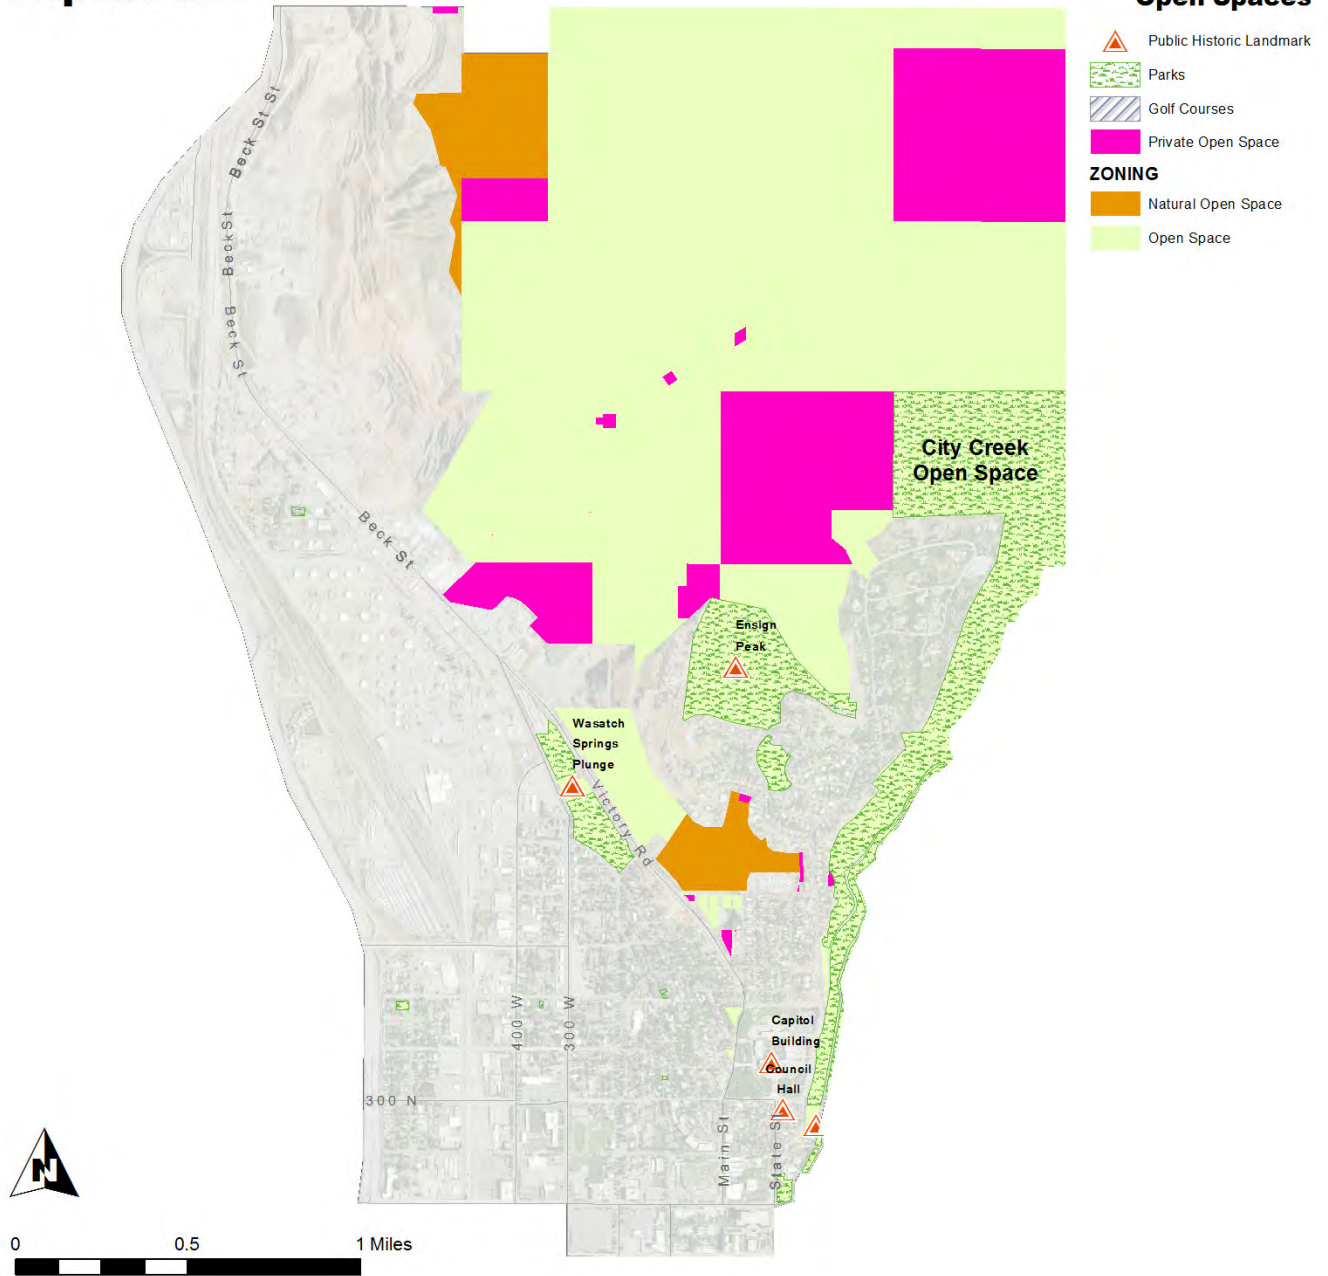 Open Spaces
Public Historic Landmark
Parks
Golf Courses
Private Open Space
ZONING
Natural Open Space
Open Space
Beck St St
BeckSt
Beck St
Beck St
City Creek
Open Space
Ensign
Peak
Wasatch
Springs
Plunge
Victory Rd
400 W
300 W
Capitol
Building
Council
Hall
300 N
Main St
State St
N
0 0.5 1 Miles